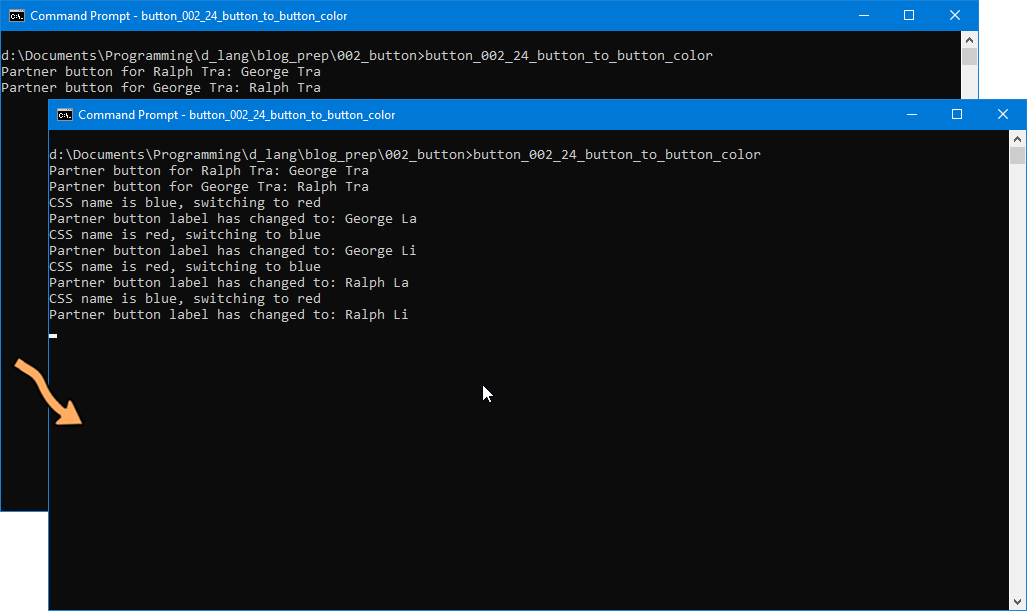 Command Prompt - button_002_24_button_to_button_color
d:\Documents\Programming\d_lang\blog_prep\002_button>button_002_24_button_to_button_color
Partner button for Ralph Tra: George Tra
Partner button for George Tra: Ralph Tra
Command Prompt - button_002_24_button_to_button_color
d:\Documents\Programming\d_lang\blog_prep\002_button>button_002_24_button_to_button_color
Partner button for Ralph Tra: George Tra
Partner button for George Tra: Ralph Tra
CSS name is blue, switching to red
Partner button label has changed to: George La
CSS name is red, switching to blue
Partner button label has changed to: George Li
CSS name is red, switching to blue
Partner button label has changed to: Ralph La
CSS name is blue, switching to red
Partner button label has changed to: Ralph Li